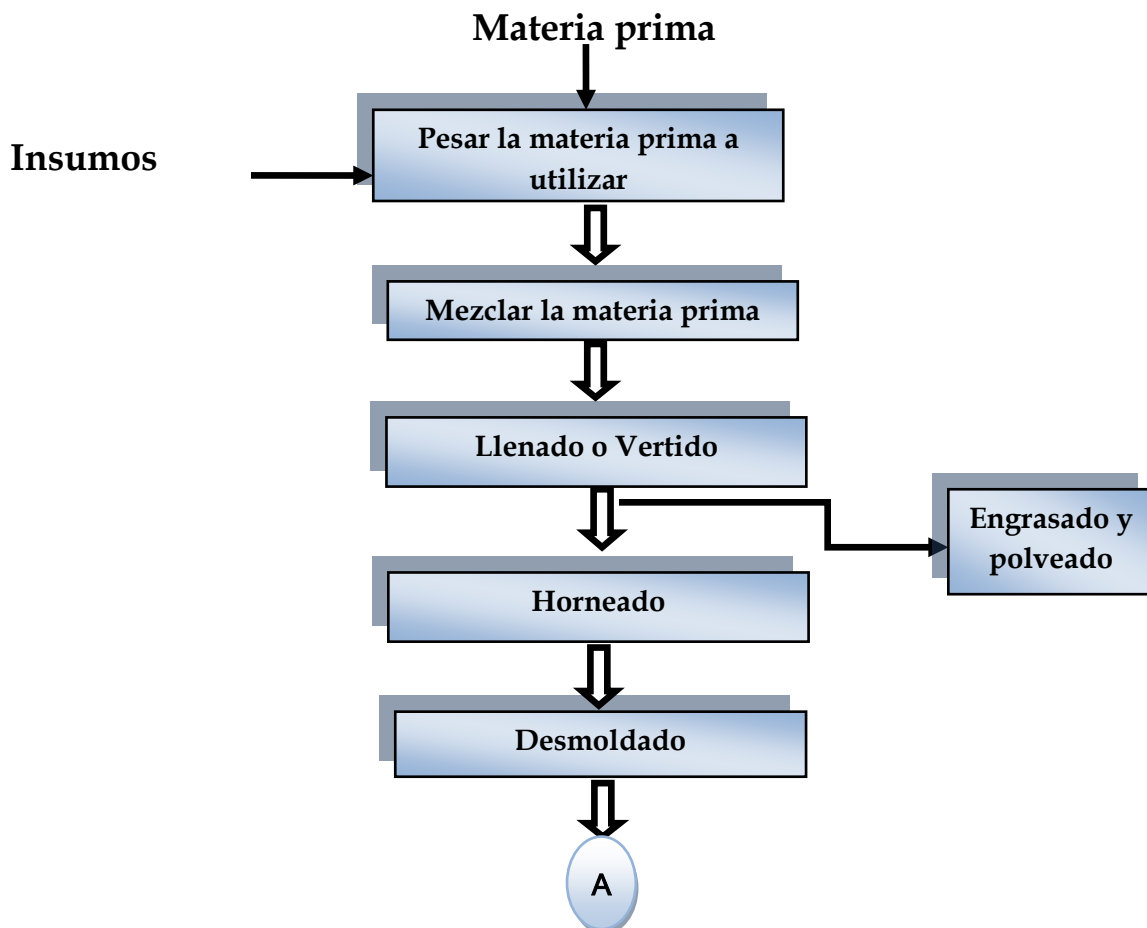 Materia prima
Insumos
Pesar la materia prima a
utilizar
Mezclar la materia prima
Llenado o Vertido
Engrasado y
polveado
Horneado
Desmoldado
A